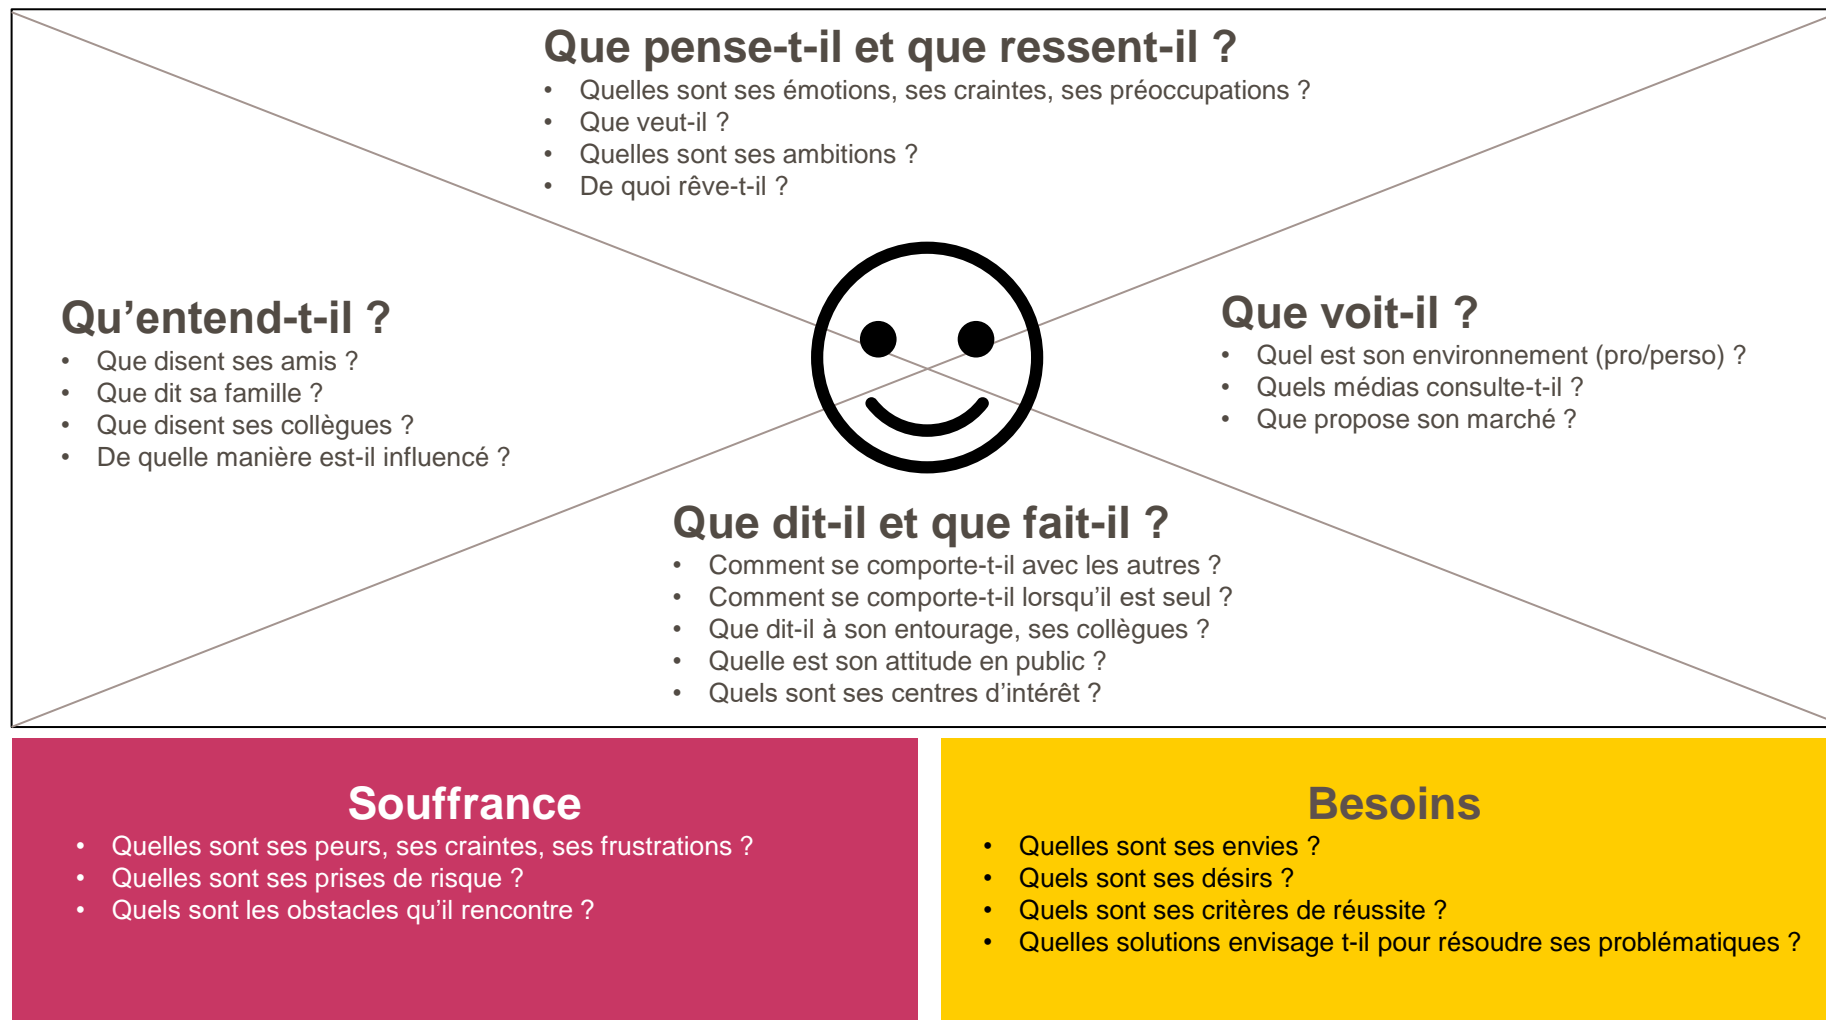 Que pense-t-il et que ressent-il ?
• Quelles sont ses émotions, ses craintes, ses préoccupations ?
• Que veut-il ?
• Quelles sont ses ambitions ?
• De quoi rêve-t-il ?
Qu’entend-t-il ?
• Que disent ses amis ?
• Que dit sa famille ?
• Que disent ses collègues ?
• De quelle manière est-il influencé ?
Que voit-il ?
• Quel est son environnement (pro/perso) ?
• Quels médias consulte-t-il ?
• Que propose son marché ?
Que dit-il et que fait-il ?
• Comment se comporte-t-il avec les autres ?
• Comment se comporte-t-il lorsqu’il est seul ?
• Que dit-il à son entourage, ses collègues ?
• Quelle est son attitude en public ?
• Quels sont ses centres d’intérêt ?
Souffrance
• Quelles sont ses peurs, ses craintes, ses frustrations ?
• Quelles sont ses prises de risque ?
• Quels sont les obstacles qu’il rencontre ?
Besoins
• Quelles sont ses envies ?
• Quels sont ses désirs ?
• Quels sont ses critères de réussite ?
• Quelles solutions envisage t-il pour résoudre ses problématiques ?